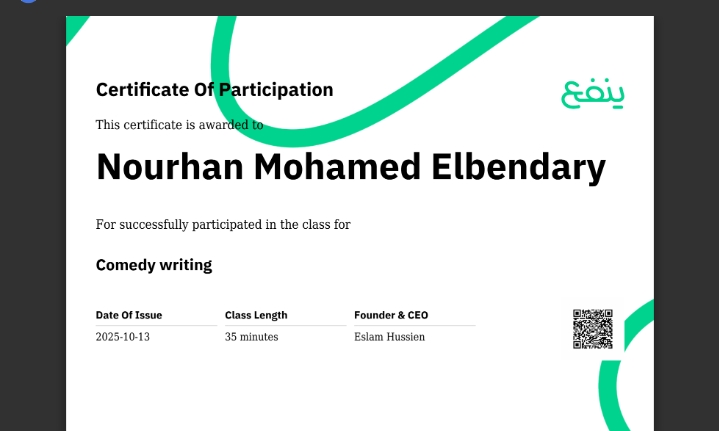 Certificate Of Participation
ينفع
This certificate is awarded to
Nourhan Mohamed Elbendary
For successfully participated in the class for
Comedy writing
Date Of Issue
Class Length
Founder & CEO
2025-10-13
35 minutes
Eslam Hussien